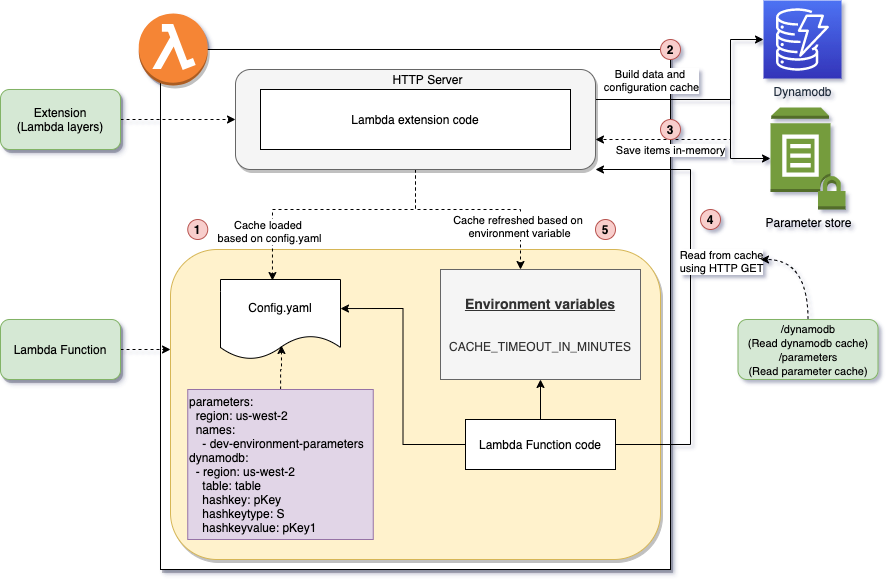 2
HTTP Server
Build data and
configuration cache
Dynamodb
Extension
(Lambda layers)
Lambda extension code
3
Save items in-memory
Parameter store
1
Cache loaded
based on config.yaml
Cache refreshed based on
environment variable
5
4
Read from cache
using HTTP GET
Config.yaml
Environment variables
CACHE_TIMEOUT_IN_MINUTES
Lambda Function
/dynamodb
(Read dynamodb cache)
/parameters
(Read parameter cache)
parameters:
region: us-west-2
names:
- dev-environment-parameters
dynamodb:
- region: us-west-2
table: table
hashkey: pKey
hashkeytype: S
hashkeyvalue: pKey1
Lambda Function code